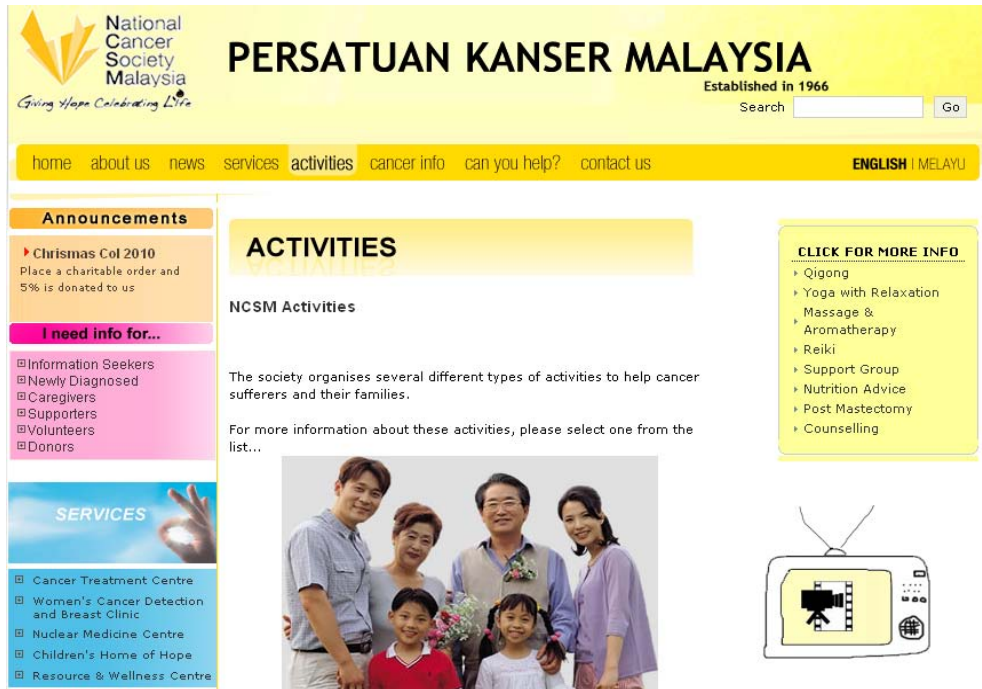 National
Cancer
Society
Malaysia
Giving Hope Celebrating Life
PERSATUAN KANSER MALAYSIA
Established in 1966
Search
Go
home about us news services activities cancer info can you help? contact us
ENGLISH | MELAYU
Announcements
Chrismas Col 2010
Place a charitable order and
5% is donated to us
I need info for...
Information Seekers
Newly Diagnosed
Caregivers
Supporters
Volunteers
Donors
SERVICES
Cancer Treatment Centre
Women's Cancer Detection
and Breast Clinic
Nuclear Medicine Centre
Children's Home of Hope
Resource & Wellness Centre
ACTIVITIES
NCSM Activities
The society organises several different types of activities to help cancer
sufferers and their families.
For more information about these activities, please select one from the
list...
CLICK FOR MORE INFO
Qigong
Yoga with Relaxation
Massage &
Aromatherapy
Reiki
Support Group
Nutrition Advice
Post Mastectomy
Counselling